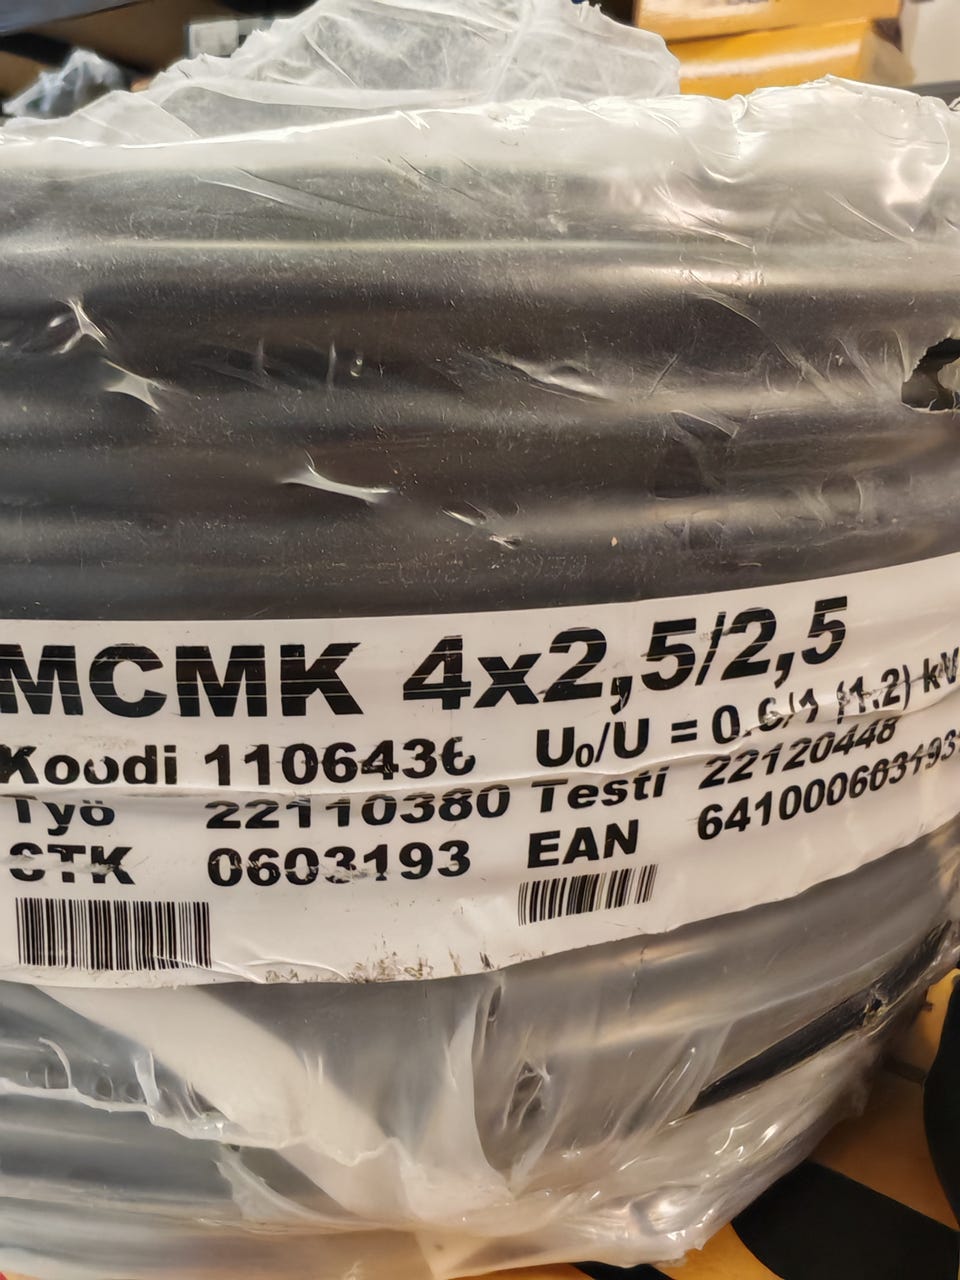 MCMK 4x2,5/2,5
Koodi 1106436 U₀/U = 0.6/1 (1.2) kV
Työ 22110380 Testi 22120448
STK 0603193 EAN